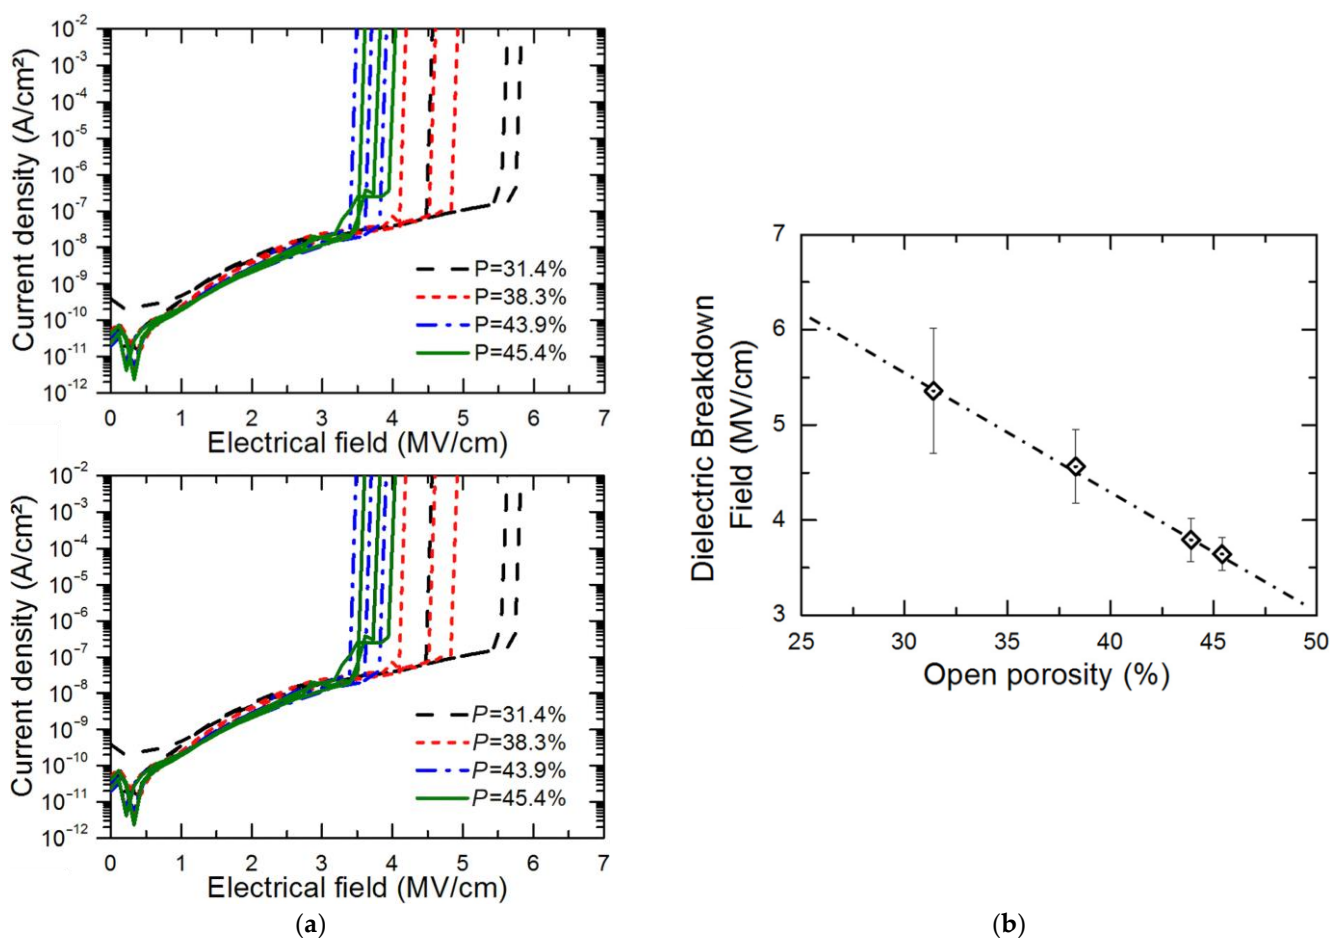 10⁻²
10⁻³
10⁻⁴
10⁻⁵
10⁻⁶
10⁻⁷
10⁻⁸
10⁻⁹
10⁻¹⁰
10⁻¹¹
10⁻¹²
Current density (A/cm²)
P=31.4%
P=38.3%
P=43.9%
P=45.4%
0 1 2 3 4 5 6 7
Electrical field (MV/cm)
10⁻²
10⁻³
10⁻⁴
10⁻⁵
10⁻⁶
10⁻⁷
10⁻⁸
10⁻⁹
10⁻¹⁰
10⁻¹¹
10⁻¹²
Current density (A/cm²)
P=31.4%
P=38.3%
P=43.9%
P=45.4%
0 1 2 3 4 5 6 7
Electrical field (MV/cm)
(a)
7
6
5
4
3
Dielectric Breakdown
Field (MV/cm)
25 30 35 40 45 50
Open porosity (%)
(b)